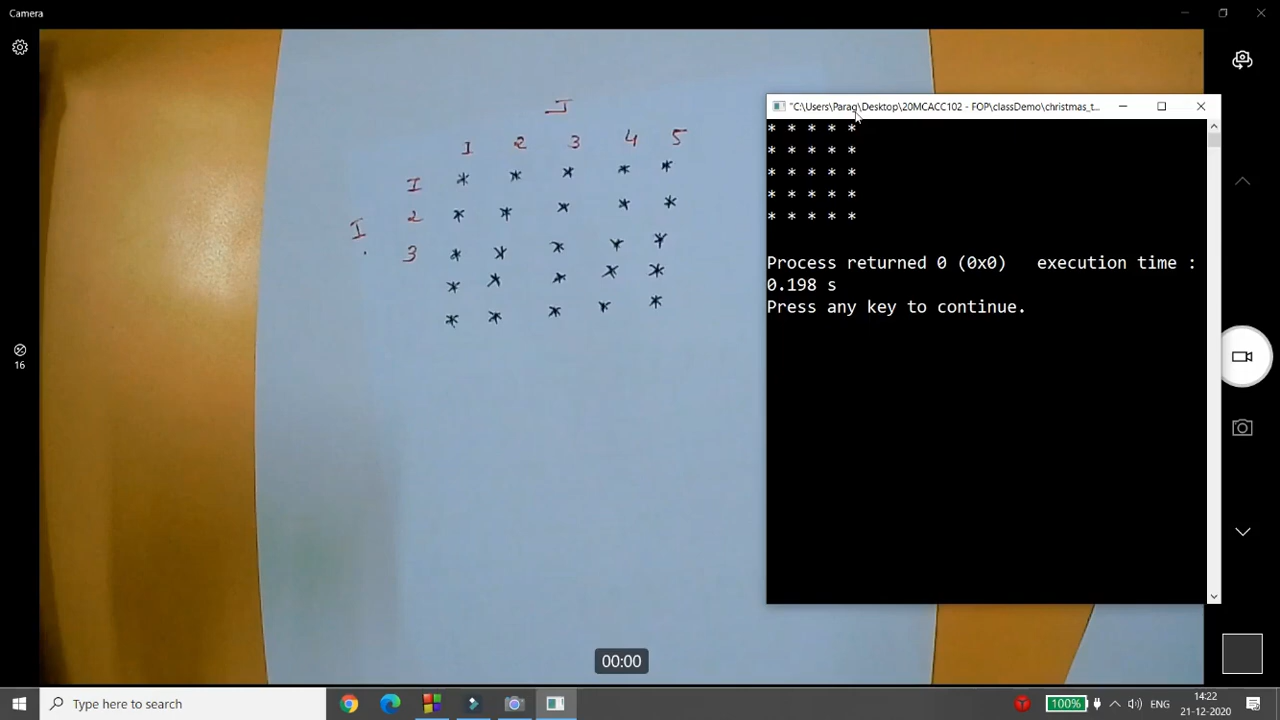 Camera
J
1 2 3 4 5
1 * * * * *
2 * * * * *
I
3 * * * * *
* * * * *
* * * * *
"C:\Users\Parag\Desktop\20MCACC102 - FOP\classDemo\christmas_t...
* * * * *
* * * * *
* * * * *
* * * * *
* * * * *
Process returned 0 (0x0)   execution time :
0.198 s
Press any key to continue.
16
00:00
Type here to search
100%
ENG
14:22
21-12-2020